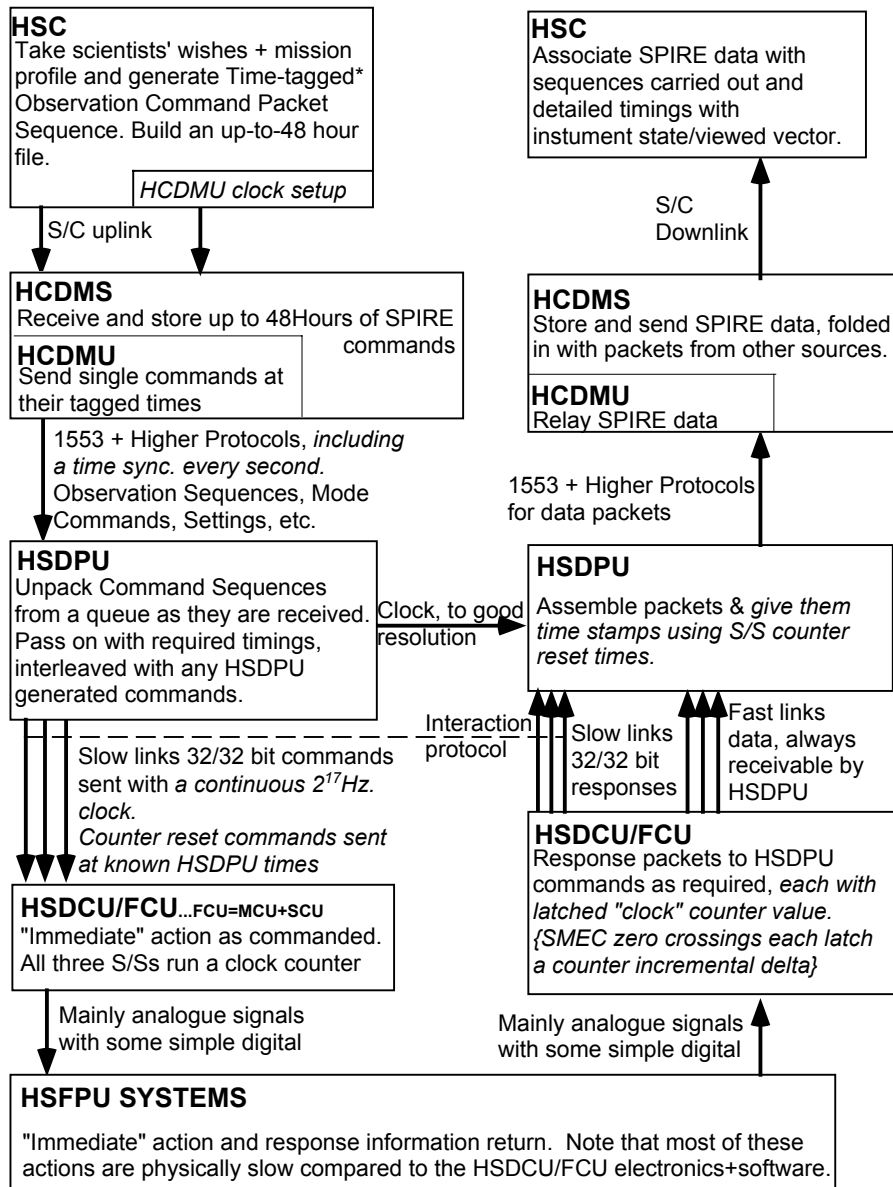 HSC
Take scientists' wishes + mission
profile and generate Time-tagged*
Observation Command Packet
Sequence. Build an up-to-48 hour
file.
HCDMU clock setup
S/C uplink
HCDMS
Receive and store up to 48Hours of SPIRE
commands
HCDMU
Send single commands at
their tagged times
1553 + Higher Protocols, including
a time sync. every second.
Observation Sequences, Mode
Commands, Settings, etc.
HSDPU
Unpack Command Sequences
from a queue as they are received.
Pass on with required timings,
interleaved with any HSDPU
generated commands.
Clock, to good
resolution
Interaction
protocol
Slow links 32/32 bit commands
sent with a continuous 2¹⁷Hz.
clock.
Counter reset commands sent
at known HSDPU times
HSDCU/FCU...FCU=MCU+SCU
"Immediate" action as commanded.
All three S/Ss run a clock counter
Mainly analogue signals
with some simple digital
HSFPU SYSTEMS
"Immediate" action and response information return. Note that most of these
actions are physically slow compared to the HSDCU/FCU electronics+software.
HSC
Associate SPIRE data with
sequences carried out and
detailed timings with
instument state/viewed vector.
S/C
Downlink
HCDMS
Store and send SPIRE data, folded
in with packets from other sources.
HCDMU
Relay SPIRE data
1553 + Higher Protocols
for data packets
HSDPU
Assemble packets & give them
time stamps using S/S counter
reset times.
Slow links
32/32 bit
responses
Fast links
data, always
receivable by
HSDPU
HSDCU/FCU
Response packets to HSDPU
commands as required, each with
latched "clock" counter value.
{SMEC zero crossings each latch
a counter incremental delta}
Mainly analogue signals
with some simple digital